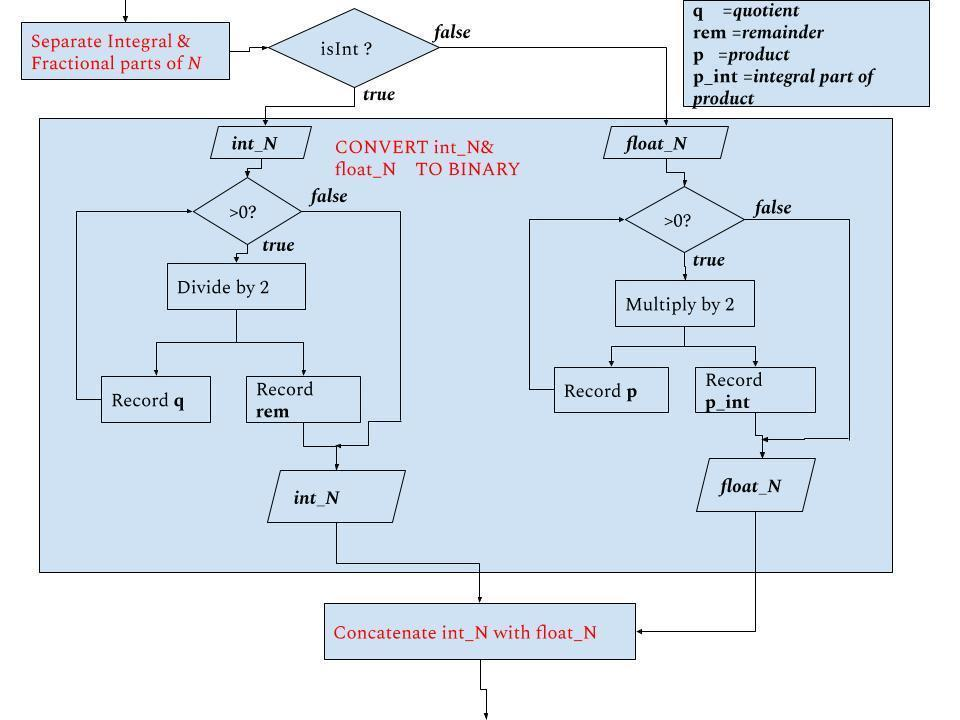 Separate Integral &
Fractional parts of N
isInt ?
false
true
q =quotient
rem =remainder
p =product
p_int =integral part of
product
int_N
CONVERT int_N&
float_N TO BINARY
float_N
>0?
false
true
>0?
false
true
Divide by 2
Multiply by 2
Record q
Record
rem
Record p
Record
p_int
int_N
float_N
Concatenate int_N with float_N